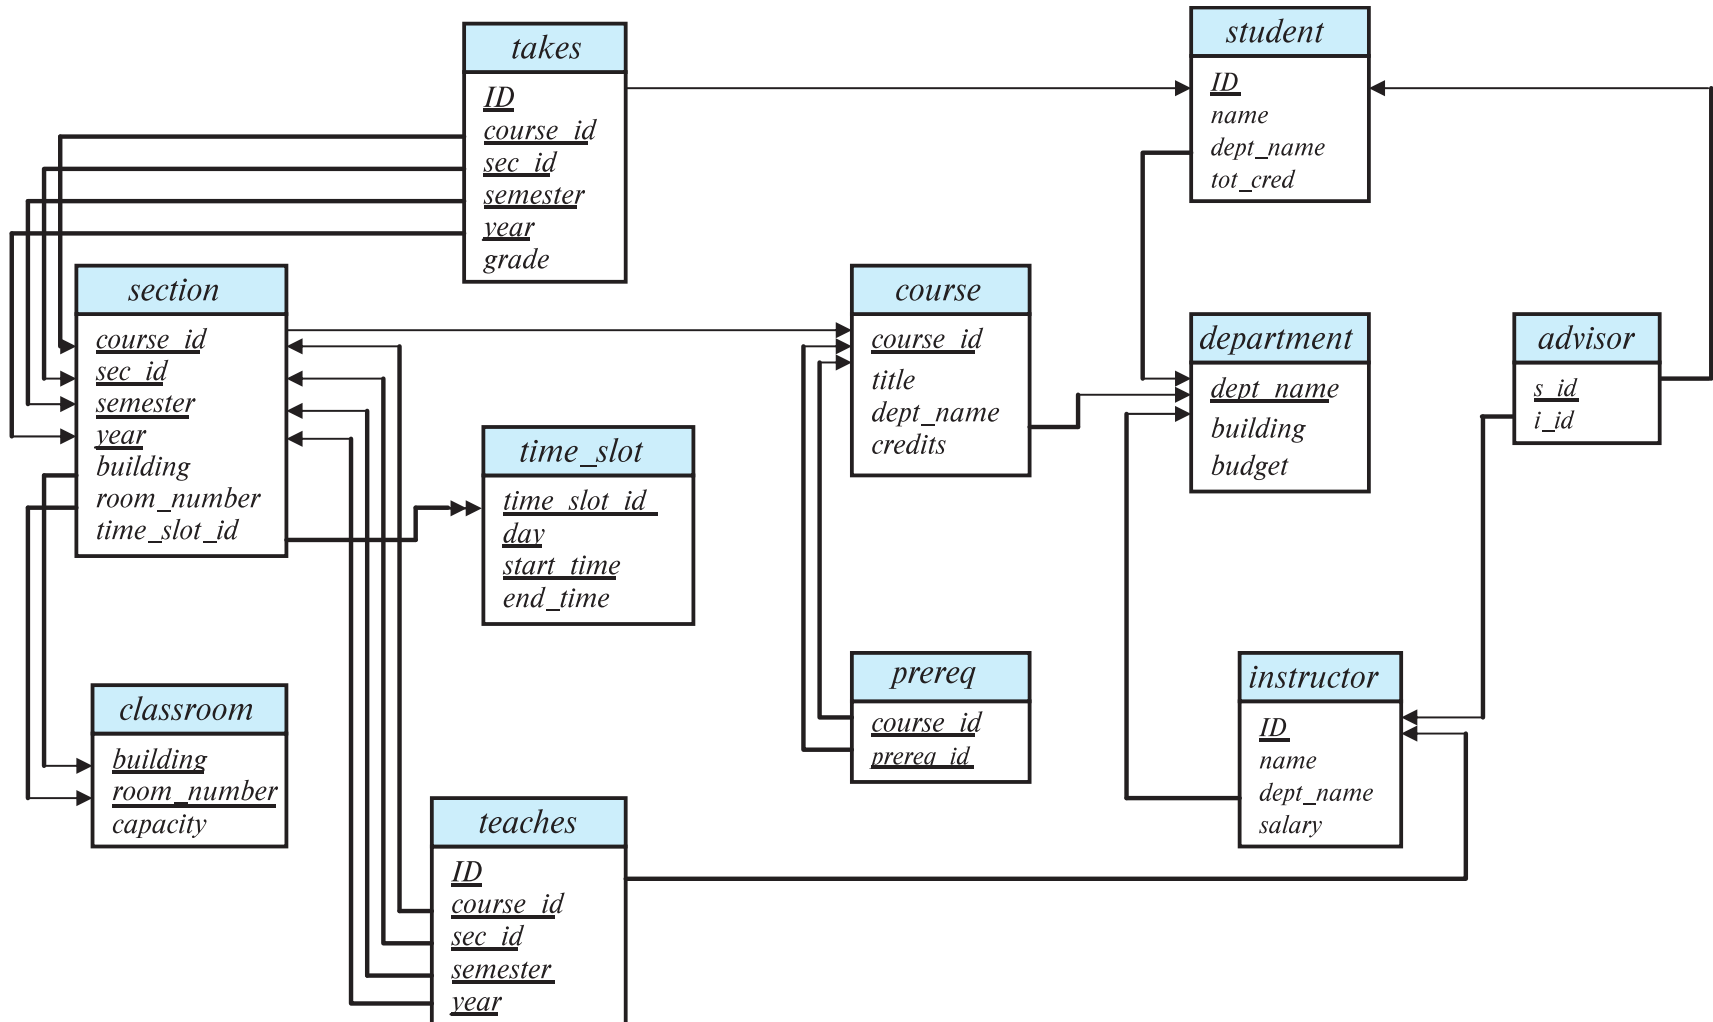 takes
ID
course_id
sec_id
semester
year
grade
student
ID
name
dept_name
tot_cred
section
course_id
sec_id
semester
year
building
room_number
time_slot_id
course
course_id
title
dept_name
credits
department
dept_name
building
budget
advisor
s_id
i_id
time_slot
time_slot_id
day
start_time
end_time
prereq
course_id
prereq_id
instructor
ID
name
dept_name
salary
classroom
building
room_number
capacity
teaches
ID
course_id
sec_id
semester
year